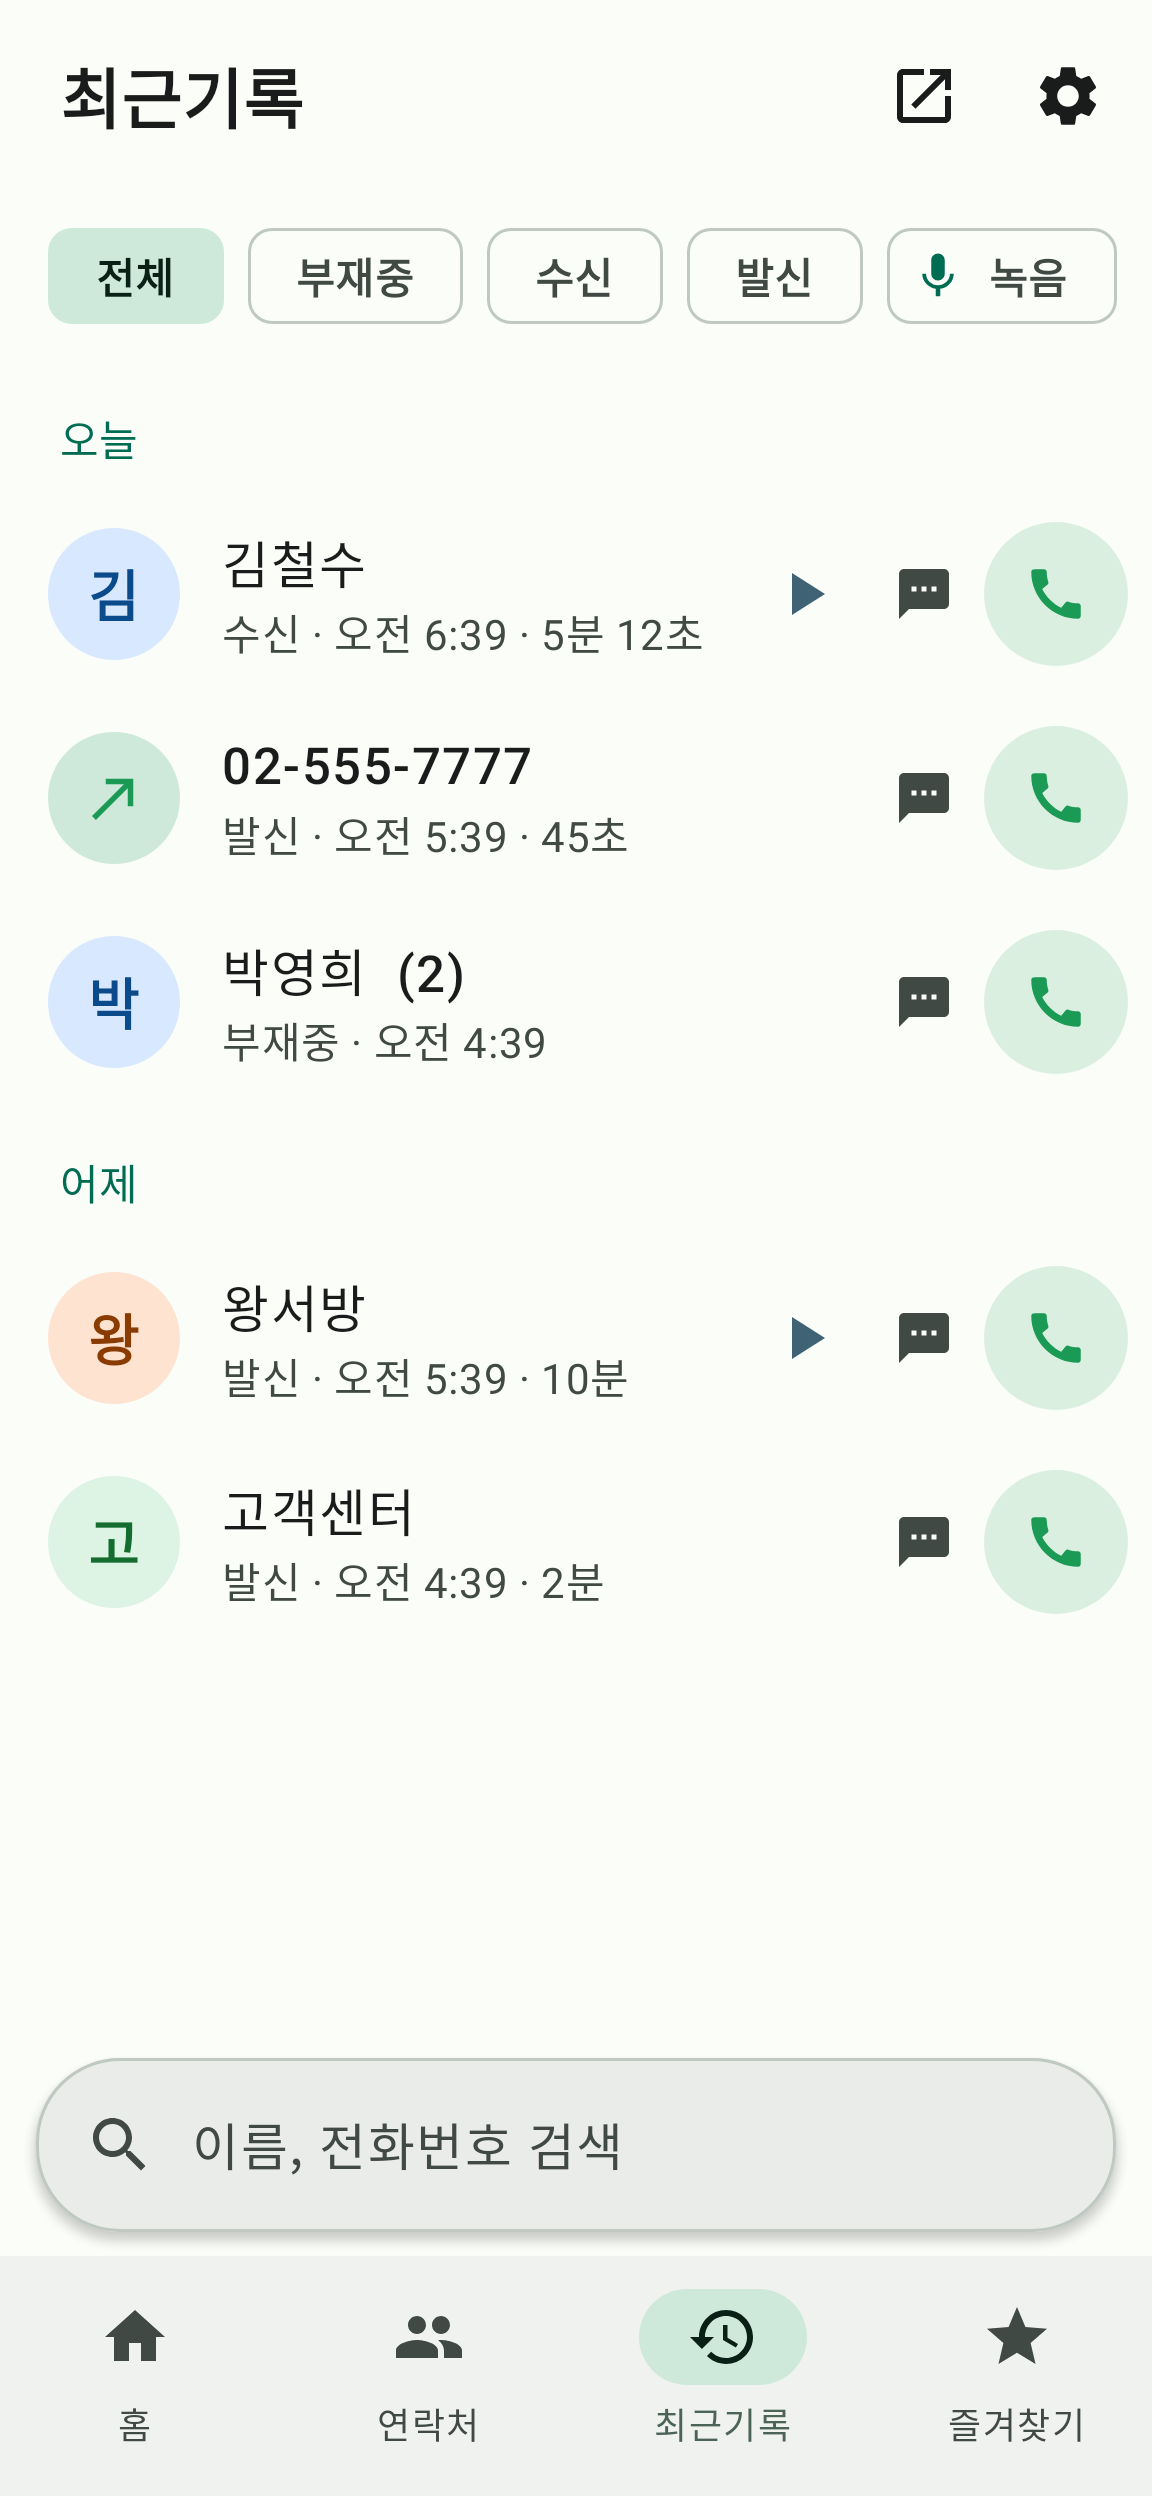 최근기록
전체 부재중 수신 발신 녹음
오늘
김 김철수
수신 · 오전 6:39 · 5분 12초
02-555-7777
발신 · 오전 5:39 · 45초
박 박영희 (2)
부재중 · 오전 4:39
어제
왕 왕서방
발신 · 오전 5:39 · 10분
고 고객센터
발신 · 오전 4:39 · 2분
이름, 전화번호 검색
홈 연락처 최근기록 즐겨찾기